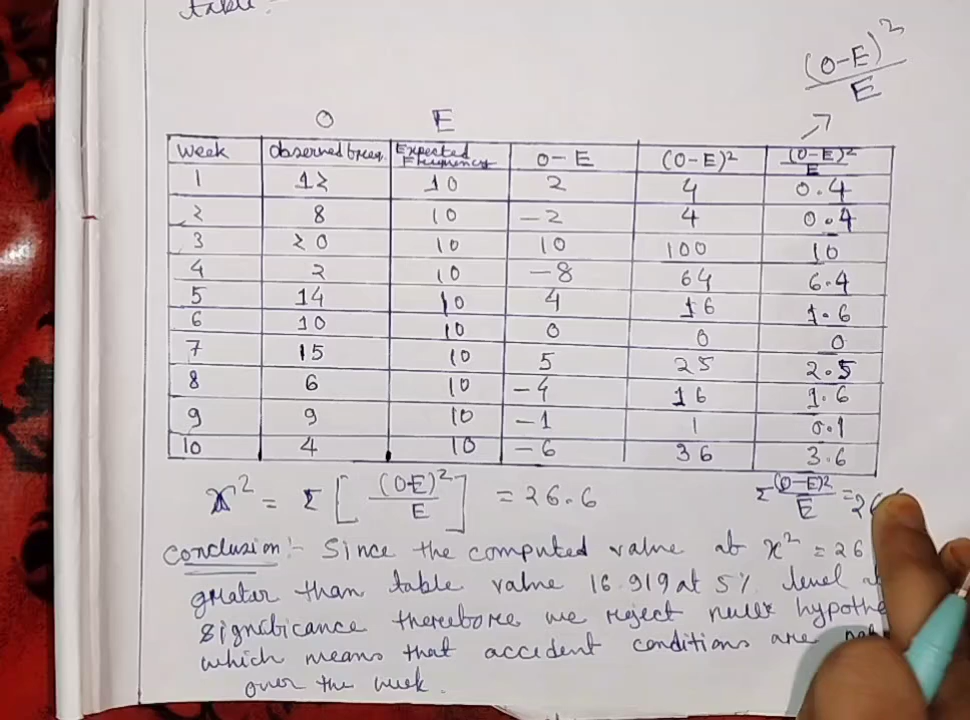 table.
(O-E)²
E
O E
Week Observed freq. Expected Frequency O-E (O-E)² (O-E)²/E
1 12 10 2 4 0.4
2 8 10 -2 4 0.4
3 20 10 10 100 10
4 2 10 -8 64 6.4
5 14 10 4 16 1.6
6 10 10 0 0 0
7 15 10 5 25 2.5
8 6 10 -4 16 1.6
9 9 10 -1 1 0.1
10 4 10 -6 36 3.6
x² = Σ [ (O-E)²/E ] = 26.6 Σ (O-E)²/E = 26
Conclusion:- Since the computed value of x² = 26
greater than table value 16.919 at 5% level of
significance therefore we reject null hypothe
which means that accident conditions are
over the week.